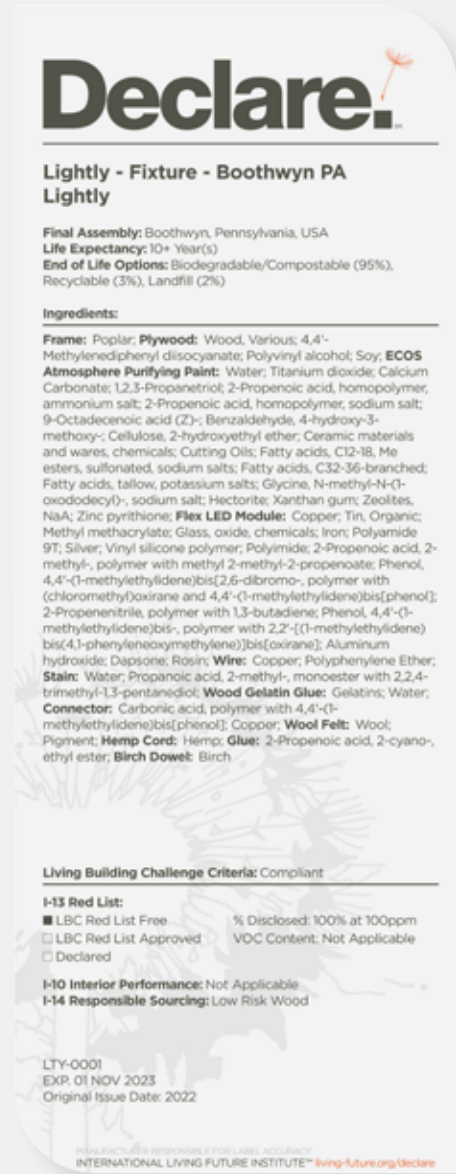 Declare.
Lightly - Fixture - Boothwyn PA
Lightly
Final Assembly: Boothwyn, Pennsylvania, USA
Life Expectancy: 10+ Year(s)
End of Life Options: Biodegradable/Compostable (95%),
Recyclable (3%), Landfill (2%)
Ingredients:
Frame: Poplar; Plywood: Wood, Various; 4,4'-
Methylenediphenyl diisocyanate; Polyvinyl alcohol; Soy; ECOS
Atmosphere Purifying Paint: Water; Titanium dioxide; Calcium
Carbonate; 1,2,3-Propanetriol; 2-Propenoic acid, homopolymer,
ammonium salt; 2-Propenoic acid, homopolymer, sodium salt;
9-Octadecenoic acid (Z)-; Benzaldehyde, 4-hydroxy-3-
methoxy-; Cellulose, 2-hydroxyethyl ether; Ceramic materials
and wares, chemicals; Cutting Oils; Fatty acids, C12-18, Me
esters, sulfonated, sodium salts; Fatty acids, C32-36-branched;
Fatty acids, tallow, potassium salts; Glycine, N-methyl-N-(1-
oxododecyl)-, sodium salt; Hectorite; Xanthan gum; Zeolites,
NaA; Zinc pyrithione; Flex LED Module: Copper; Tin, Organic;
Methyl methacrylate; Glass, oxide, chemicals; Iron; Polyamide
9T; Silver; Vinyl silicone polymer; Polyimide; 2-Propenoic acid, 2-
methyl-, polymer with methyl 2-methyl-2-propenoate; Phenol,
4,4'-(1-methylethylidene)bis[2,6-dibromo-, polymer with
(chloromethyl)oxirane and 4,4'-(1-methylethylidene)bis[phenol];
2-Propenenitrile, polymer with 1,3-butadiene; Phenol, 4,4'-(1-
methylethylidene)bis-, polymer with 2,2'-[(1-methylethylidene)
bis(4,1-phenyleneoxymethylene)]bis[oxirane]; Aluminum
hydroxide; Dapsone; Rosin; Wire: Copper; Polyphenylene Ether;
Stain: Water; Propanoic acid, 2-methyl-, monoester with 2,2,4-
trimethyl-1,3-pentanediol; Wood Gelatin Glue: Gelatins; Water;
Connector: Carbonic acid, polymer with 4,4'-(1-
methylethylidene)bis[phenol]; Copper; Wool Felt: Wool;
Pigment; Hemp Cord: Hemp; Glue: 2-Propenoic acid, 2-cyano-,
ethyl ester; Birch Dowel: Birch
Living Building Challenge Criteria: Compliant
I-13 Red List:
LBC Red List Free % Disclosed: 100% at 100ppm
LBC Red List Approved VOC Content: Not Applicable
Declared
I-10 Interior Performance: Not Applicable
I-14 Responsible Sourcing: Low Risk Wood
LTY-0001
EXP. 01 NOV 2023
Original Issue Date: 2022
MANUFACTURER RESPONSIBLE FOR LABEL ACCURACY
INTERNATIONAL LIVING FUTURE INSTITUTE™ living-future.org/declare